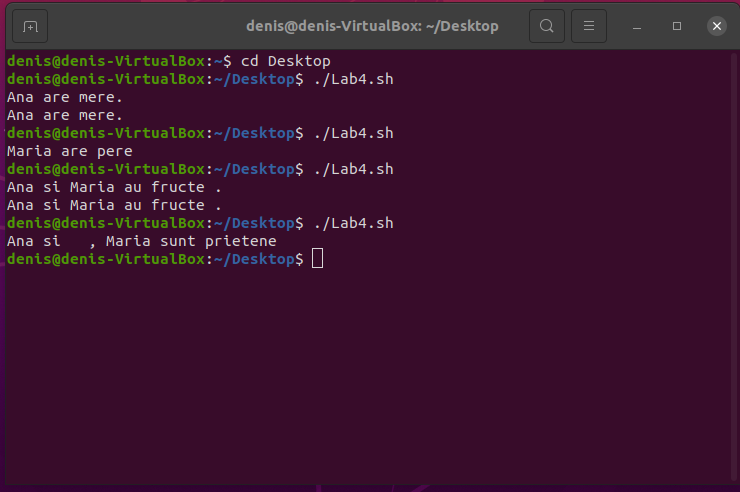 denis@denis-VirtualBox: ~/Desktop
denis@denis-VirtualBox:~$ cd Desktop
denis@denis-VirtualBox:~/Desktop$ ./Lab4.sh
Ana are mere.
Ana are mere.
denis@denis-VirtualBox:~/Desktop$ ./Lab4.sh
Maria are pere
denis@denis-VirtualBox:~/Desktop$ ./Lab4.sh
Ana si Maria au fructe .
Ana si Maria au fructe .
denis@denis-VirtualBox:~/Desktop$ ./Lab4.sh
Ana si   , Maria sunt prietene
denis@denis-VirtualBox:~/Desktop$